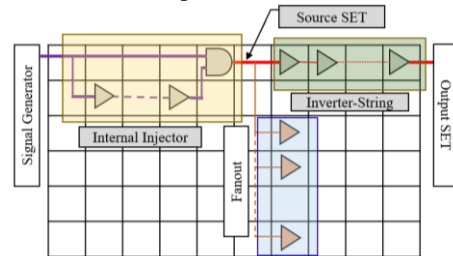 Source SET
Signal Generator
Internal Injector
Inverter-String
Output SET
Fanout